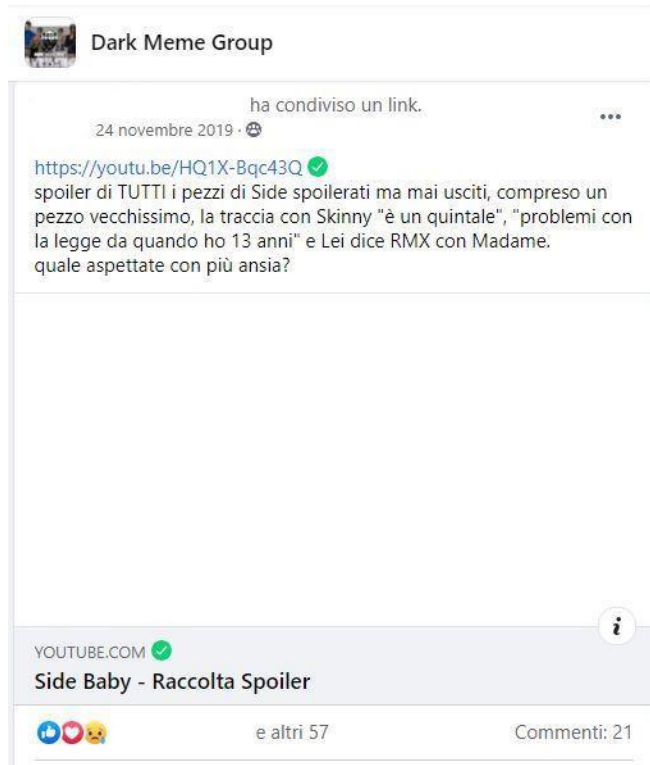 Dark Meme Group
ha condiviso un link.
24 novembre 2019 ·
https://youtu.be/HQ1X-Bqc43Q
spoiler di TUTTI i pezzi di Side spoilerati ma mai usciti, compreso un
pezzo vecchissimo, la traccia con Skinny "è un quintale", "problemi con
la legge da quando ho 13 anni" e Lei dice RMX con Madame.
quale aspettate con più ansia?
i
YOUTUBE.COM
Side Baby - Raccolta Spoiler
e altri 57 Commenti: 21